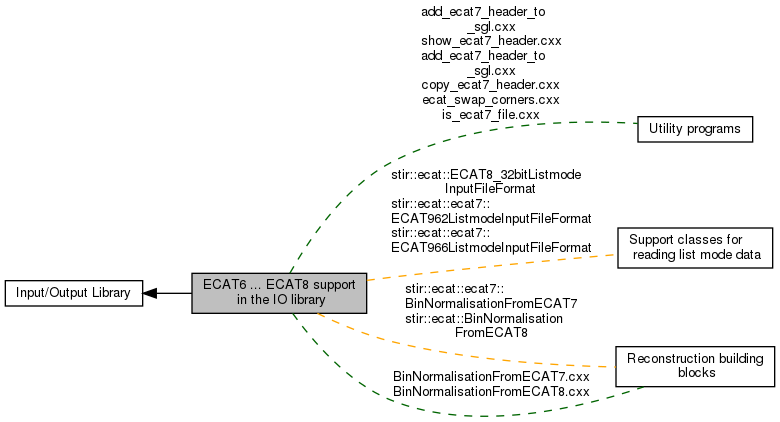 add_ecat7_header_to
_sgl.cxx
show_ecat7_header.cxx
add_ecat7_header_to
_sgl.cxx
copy_ecat7_header.cxx
ecat_swap_corners.cxx
is_ecat7_file.cxx
Utility programs
stir::ecat::ECAT8_32bitListmode
InputFileFormat
stir::ecat::ecat7::
ECAT962ListmodeInputFileFormat
stir::ecat::ecat7::
ECAT966ListmodeInputFileFormat
Support classes for
reading list mode data
Input/Output Library
ECAT6 ... ECAT8 support
in the IO library
stir::ecat::ecat7::
BinNormalisationFromECAT7
stir::ecat::BinNormalisation
FromECAT8
Reconstruction building
blocks
BinNormalisationFromECAT7.cxx
BinNormalisationFromECAT8.cxx